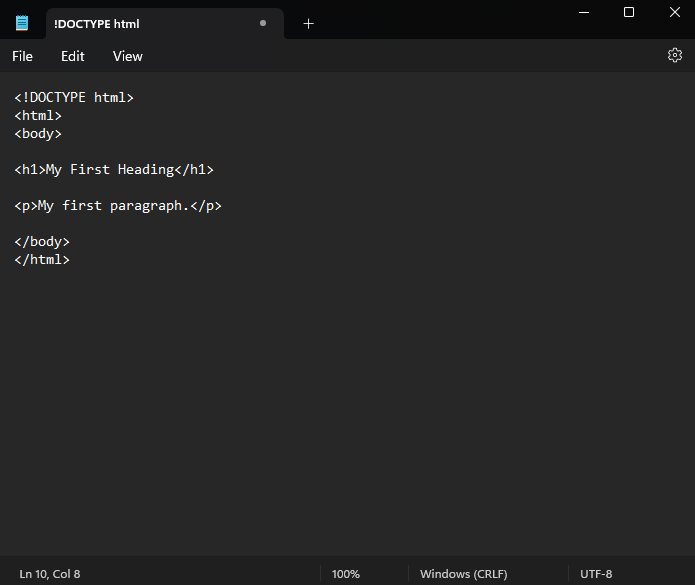 !DOCTYPE html
File Edit View
<!DOCTYPE html>
<html>
<body>
<h1>My First Heading</h1>
<p>My first paragraph.</p>
</body>
</html>
Ln 10, Col 8 100% Windows (CRLF) UTF-8